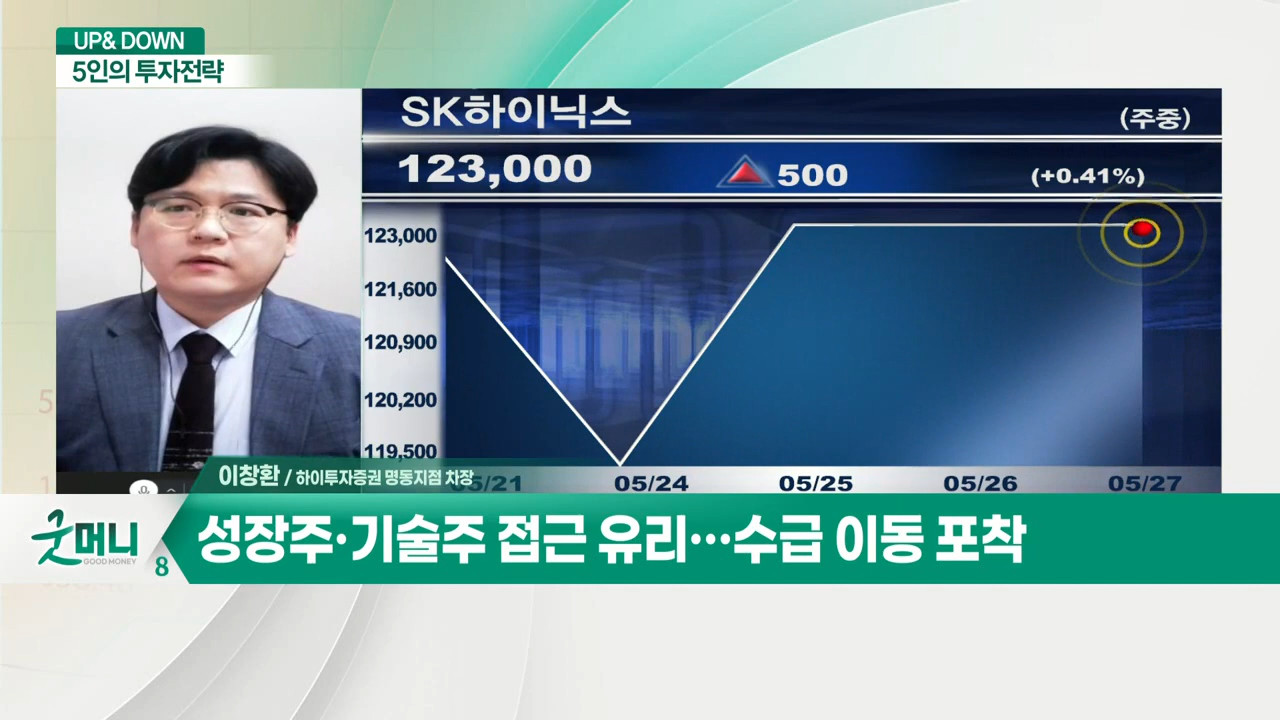 UP& DOWN
5인의 투자전략
SK하이닉스
(주중)
123,000
500
(+0.41%)
123,000
121,600
120,900
120,200
119,500
05/21
05/24
05/25
05/26
05/27
이창환 / 하이투자증권 명동지점 차장
굿머니
GOOD MONEY
8
성장주·기술주 접근 유리…수급 이동 포착